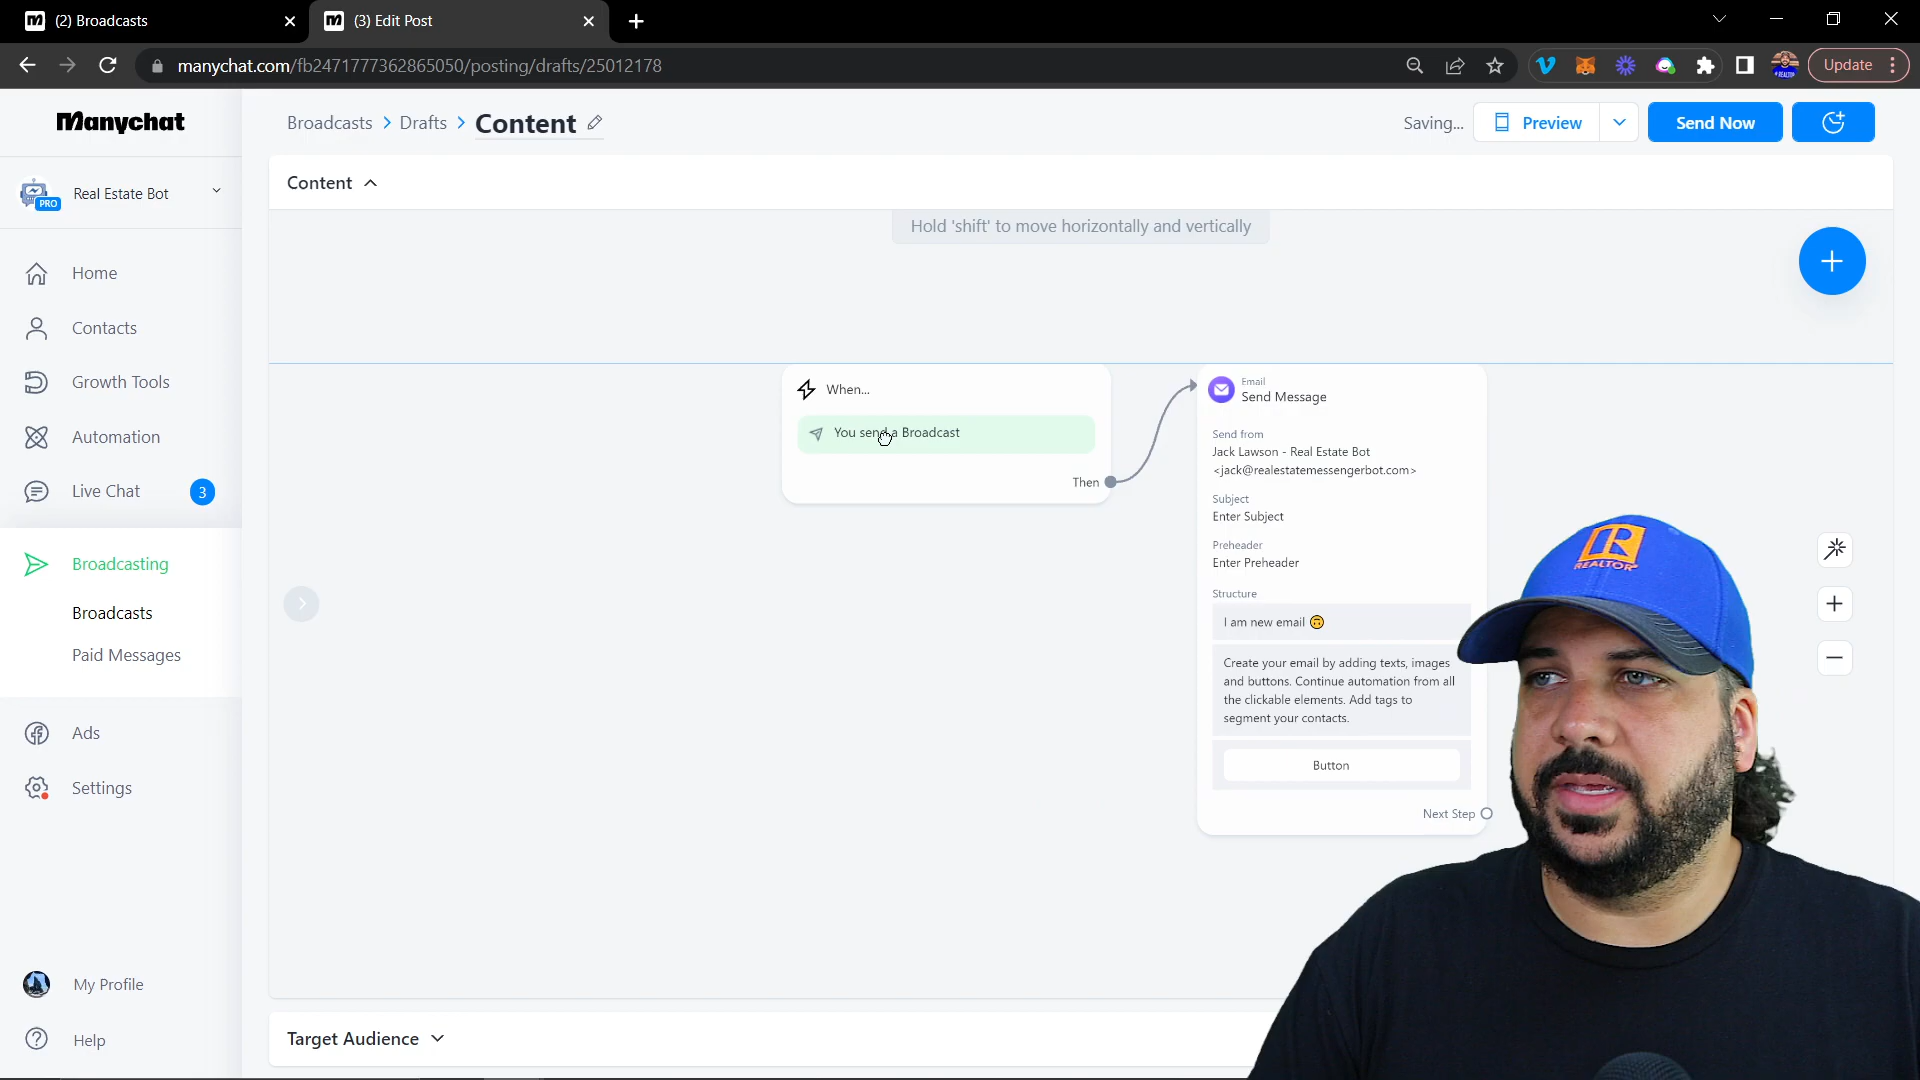 (2) Broadcasts
(3) Edit Post
manychat.com/fb2471777362865050/posting/drafts/25012178
Update
Manychat
Broadcasts > Drafts > Content
Saving...
Preview
Send Now
Content
PRO
Real Estate Bot
Hold 'shift' to move horizontally and vertically
Home
Contacts
Growth Tools
Automation
Live Chat
3
Broadcasting
Broadcasts
Paid Messages
Ads
Settings
My Profile
Help
When...
You send a Broadcast
Then
Email
Send Message
Send from
Jack Lawson - Real Estate Bot
<jack@realestatemessengerbot.com>
Subject
Enter Subject
Preheader
Enter Preheader
Structure
I am new email 🙃
Create your email by adding texts, images
and buttons. Continue automation from all
the clickable elements. Add tags to
segment your contacts.
Button
Next Step
R
REALTOR
Target Audience